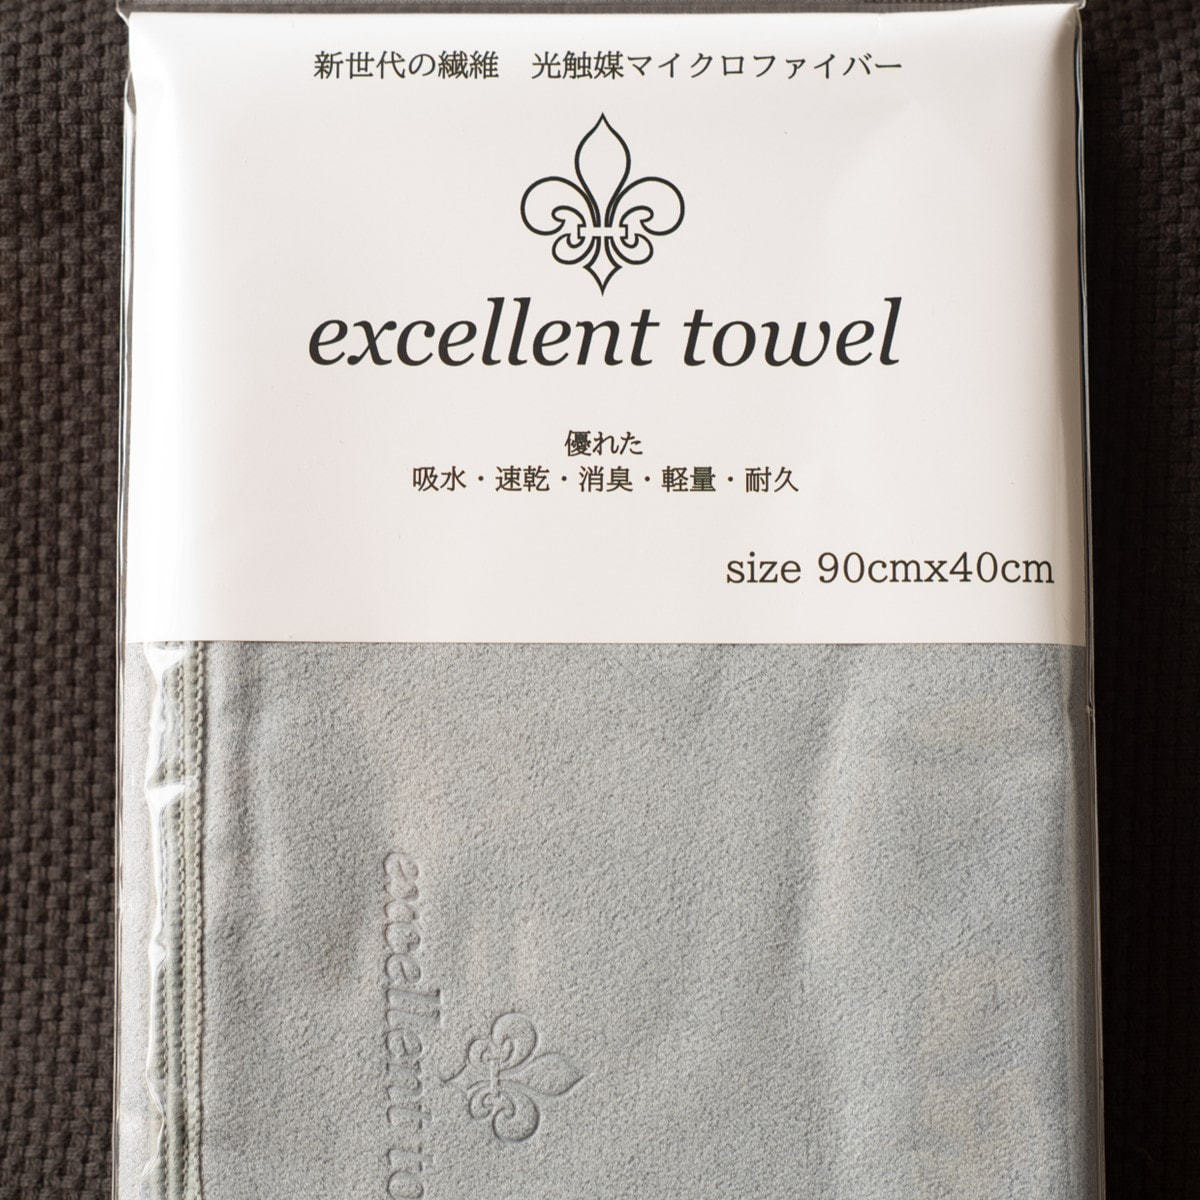 新世代の繊維　光触媒マイクロファイバー
excellent towel
優れた
吸水・速乾・消臭・軽量・耐久
size 90cmx40cm
excellent